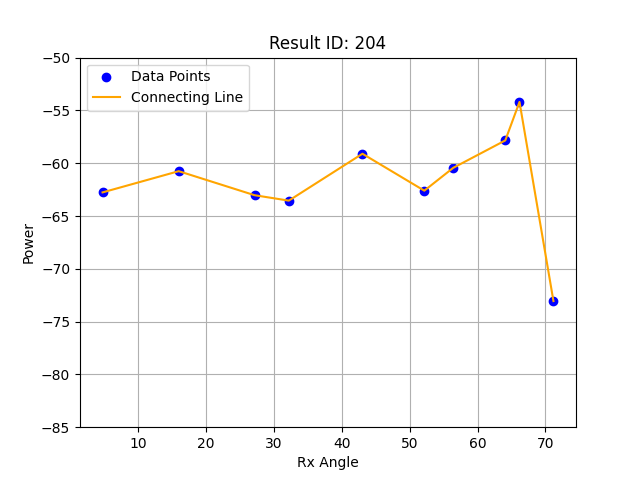 Result ID: 204
Data Points
Connecting Line
−50
−55
−60
−65
−70
−75
−80
−85
Power
10 20 30 40 50 60 70
Rx Angle